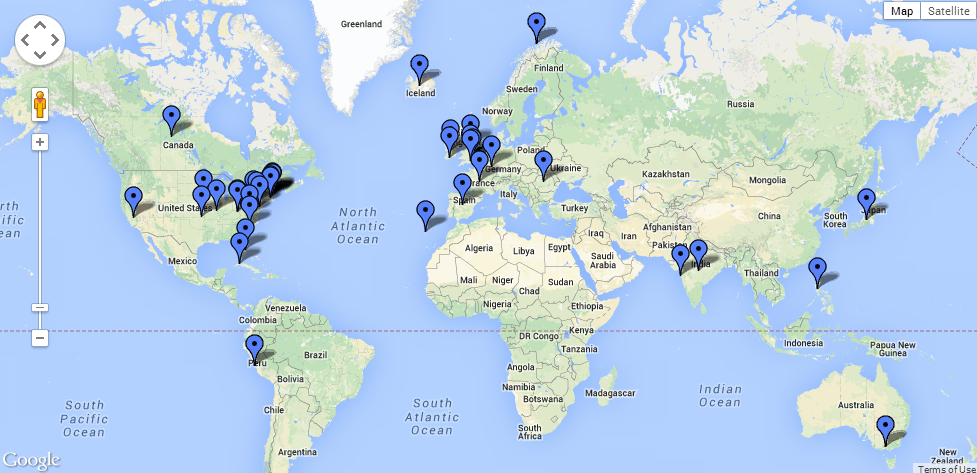 Map
Satellite
Greenland
Iceland
Finland
Sweden
Norway
Russia
Canada
Poland
Germany
Ukraine
France
Kazakhstan
Mongolia
Spain
Italy
Turkey
United States
North
Atlantic
Ocean
China
South
Korea
Japan
Iraq
Iran
Afghanistan
Pakistan
Algeria
Libya
Egypt
Saudi
Arabia
India
Mexico
Mali
Niger
Chad
Sudan
Thailand
Nigeria
Ethiopia
Venezuela
Colombia
DR Congo
Kenya
Tanzania
Indonesia
Papua New
Guinea
Peru
Brazil
Angola
Bolivia
Namibia
Botswana
Madagascar
Indian
Ocean
South
Pacific
Ocean
South
Atlantic
Ocean
Chile
Australia
South
Africa
Argentina
New
Zealand
Google
Terms of Use